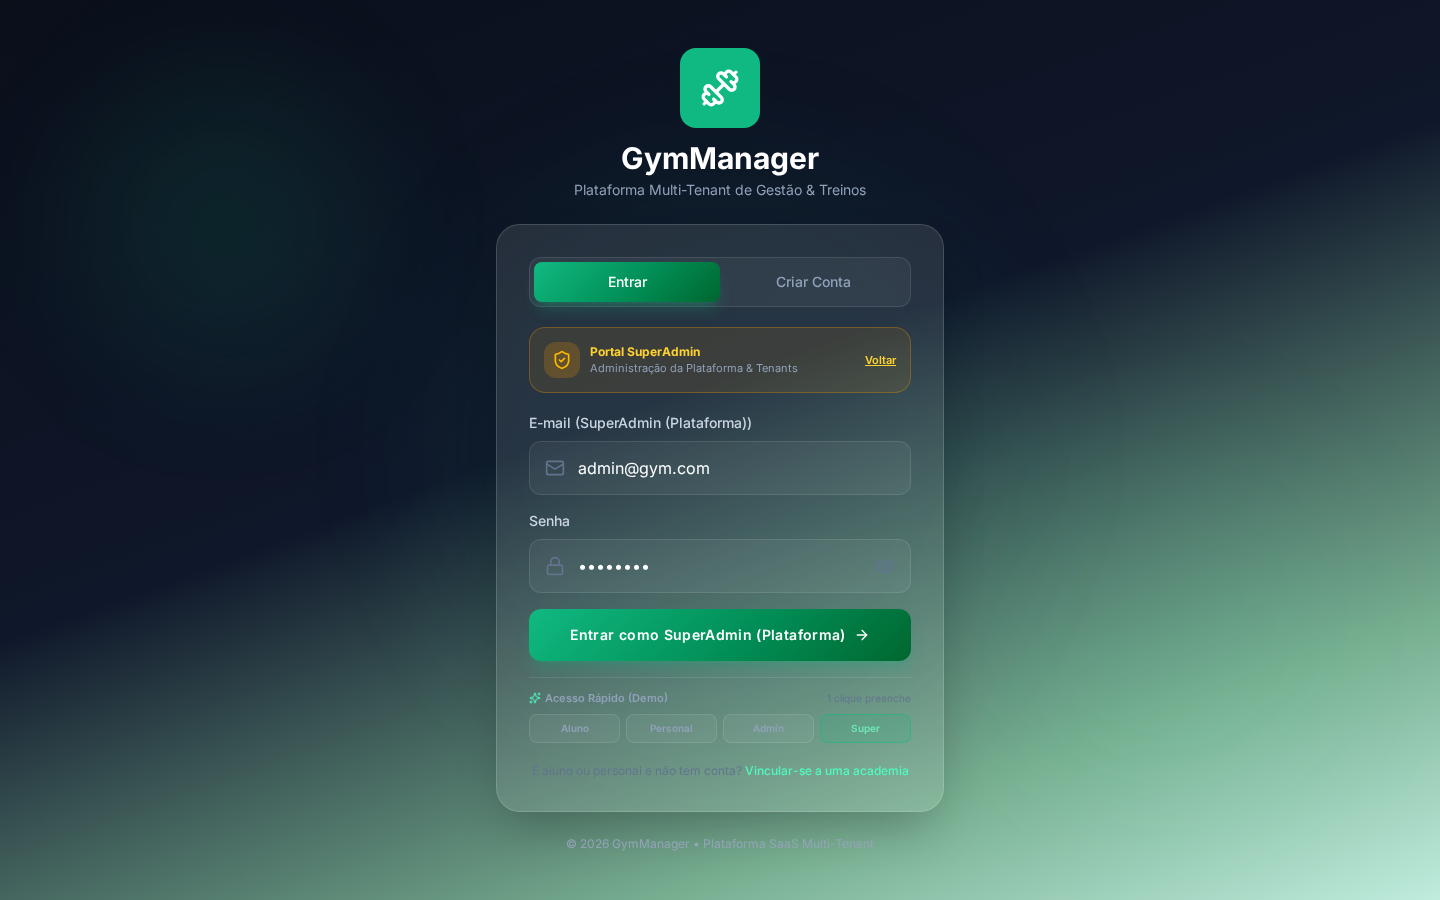 GymManager
Plataforma Multi-Tenant de Gestão & Treinos
Entrar
Criar Conta
Portal SuperAdmin
Administração da Plataforma & Tenants
Voltar
E-mail (SuperAdmin (Plataforma))
admin@gym.com
Senha
••••••••
Entrar como SuperAdmin (Plataforma) →
Acesso Rápido (Demo)
1 clique preenche
Aluno
Personal
Admin
Super
É aluno ou personal e não tem conta? Vincular-se a uma academia
© 2026 GymManager • Plataforma SaaS Multi-Tenant